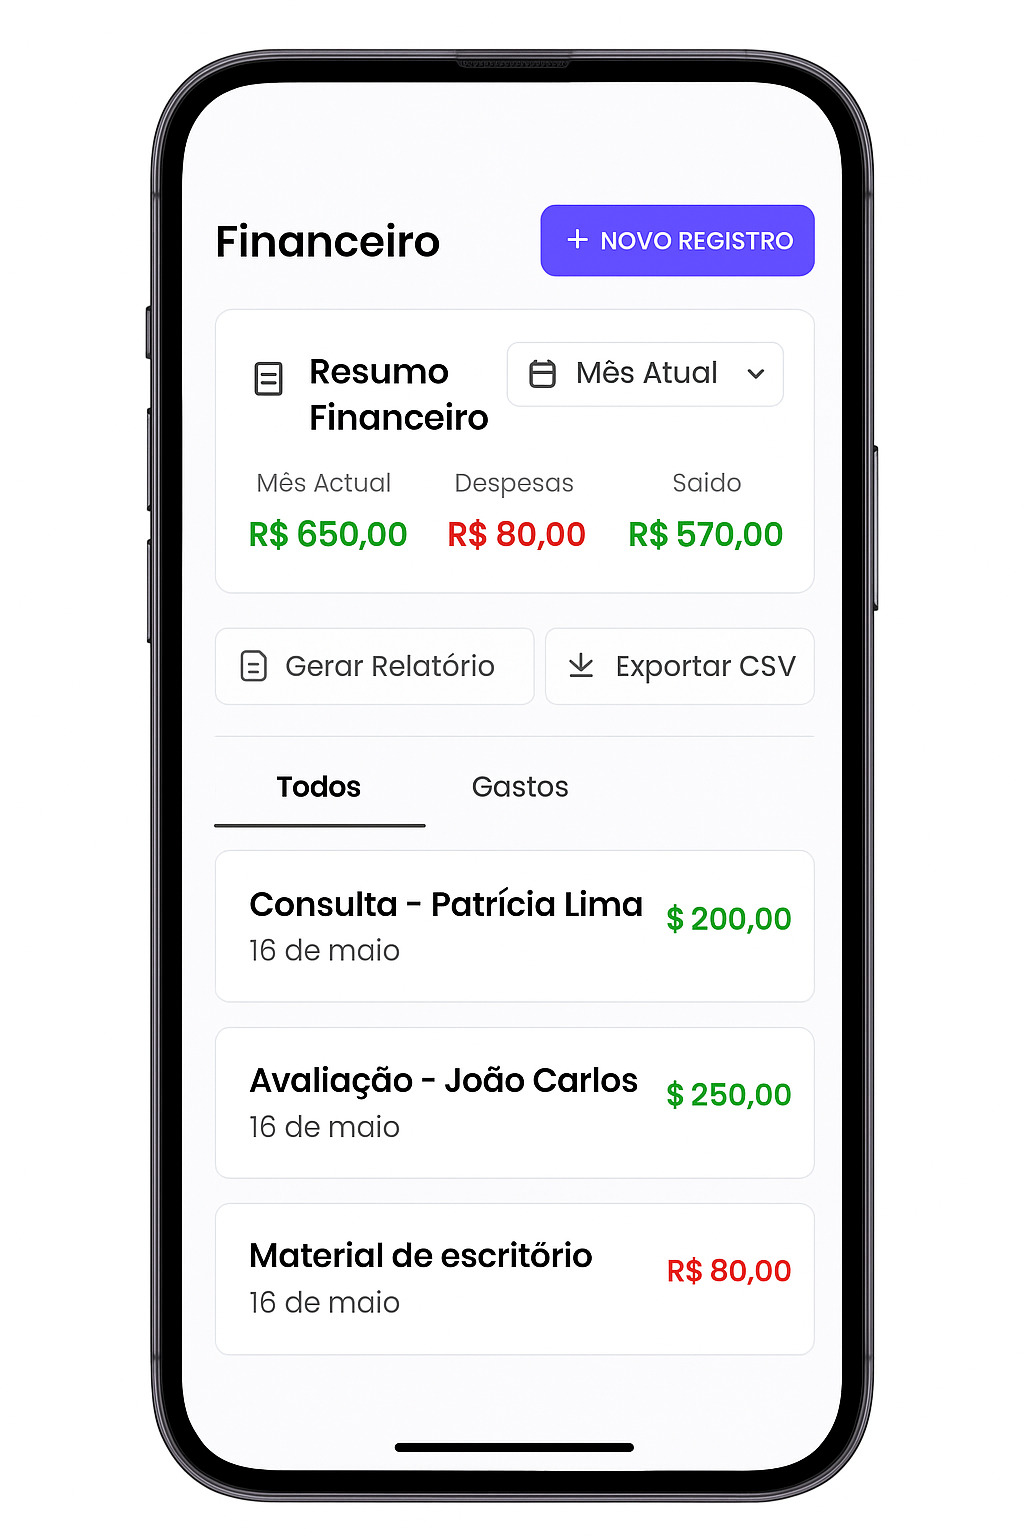 Financeiro
+ NOVO REGISTRO
Resumo
Financeiro
Mês Atual
Mês Actual
Despesas
Saido
R$ 650,00
R$ 80,00
R$ 570,00
Gerar Relatório
Exportar CSV
Todos
Gastos
Consulta - Patrícia Lima
$ 200,00
16 de maio
Avaliação - João Carlos
$ 250,00
16 de maio
Material de escritőrio
R$ 80,00
16 de maio